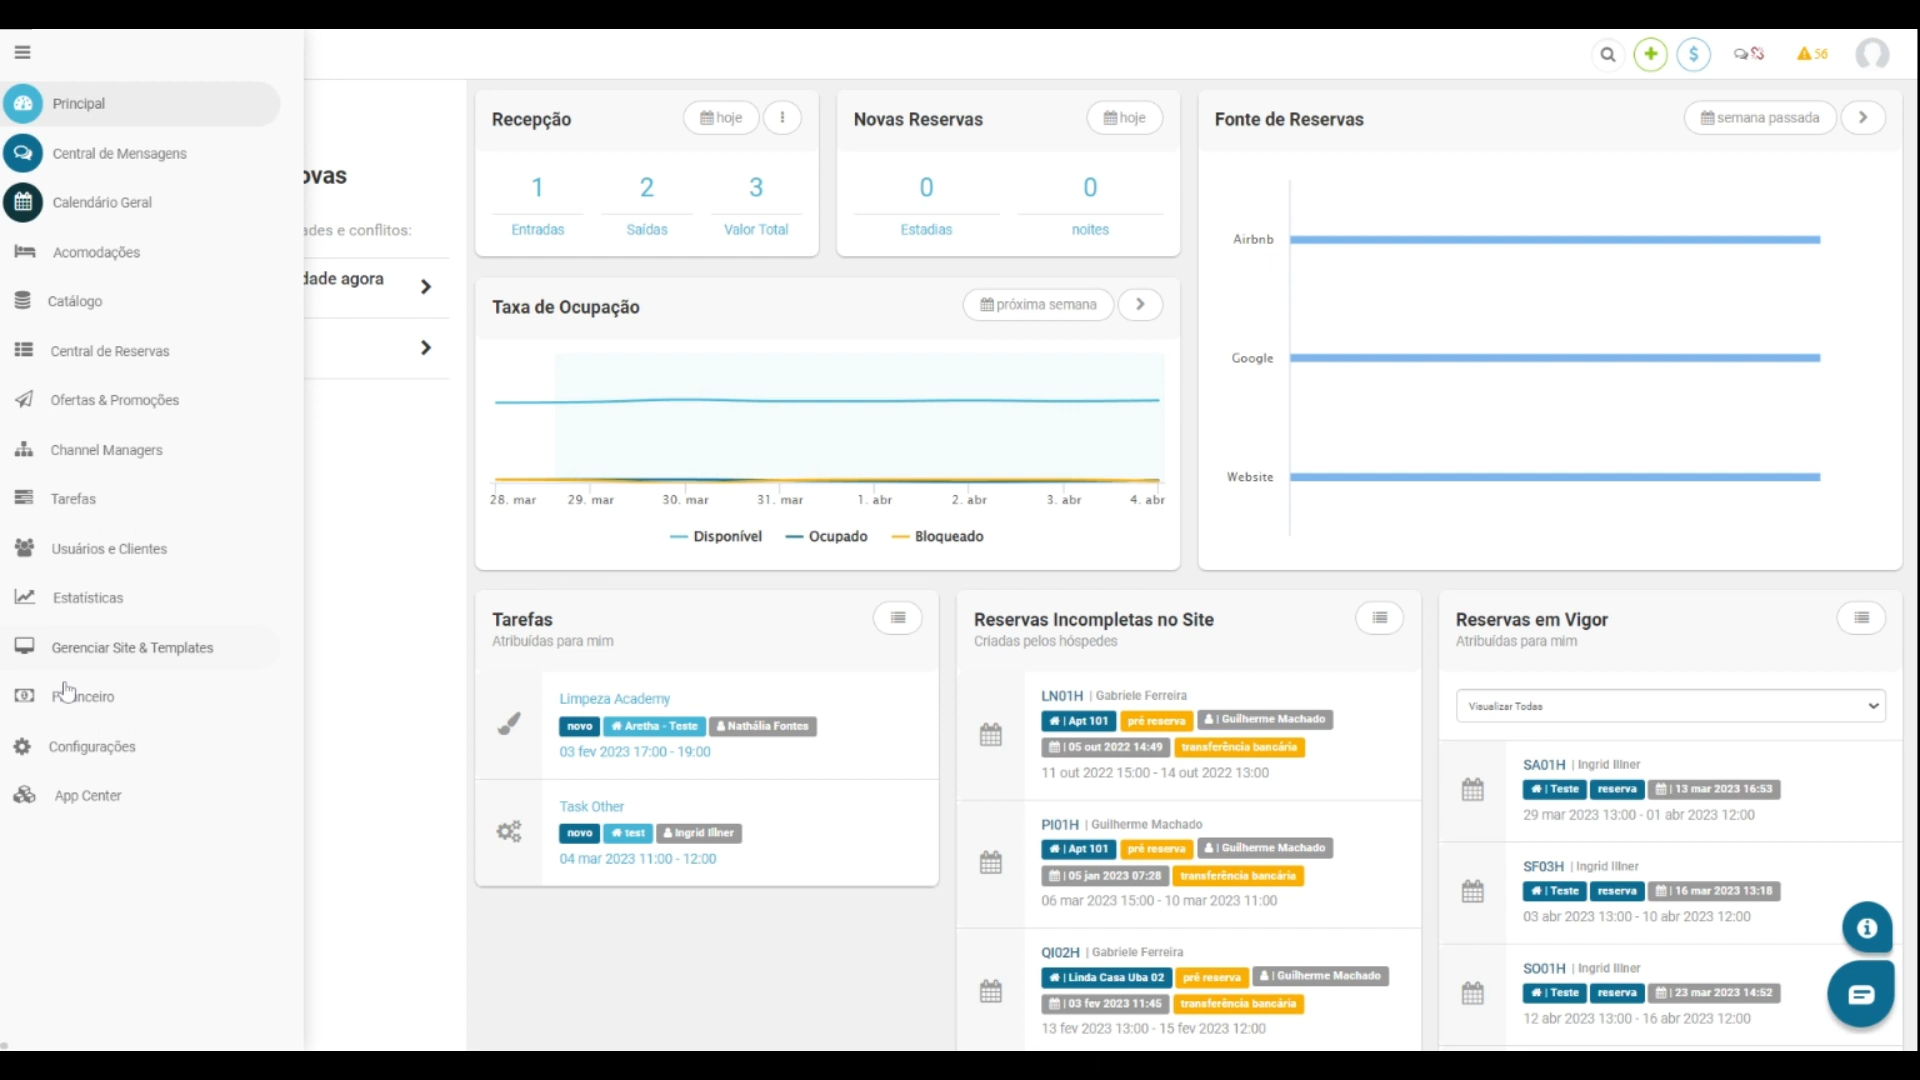 56
Principal
Central de Mensagens
Calendário Geral
Acomodações
Catálogo
Central de Reservas
Ofertas & Promoções
Channel Managers
Tarefas
Usuários e Clientes
Estatísticas
Gerenciar Site & Templates
Configurações
App Center
ovas
ades e conflitos:
dade agora
Recepção
hoje
1
2
3
Entradas
Saídas
Valor Total
Novas Reservas
hoje
0
0
Estadias
noites
Fonte de Reservas
semana passada
Airbnb
Google
Website
Taxa de Ocupação
próxima semana
28. mar
29. mar
30. mar
31. mar
1. abr
2. abr
3. abr
4. abr
Disponível
Ocupado
Bloqueado
Tarefas
Atribuídas para mim
Limpeza Academy
novo Aretha - Teste Nathália Fontes
03 fev 2023 17:00 - 19:00
Task Other
novo test Ingrid Illner
04 mar 2023 11:00 - 12:00
Reservas Incompletas no Site
Criadas pelos hóspedes
LN01H | Gabriele Ferreira
| Apt 101 pré reserva | Guilherme Machado
| 05 out 2022 14:49 transferência bancária
11 out 2022 15:00 - 14 out 2022 13:00
PI01H | Guilherme Machado
| Apt 101 pré reserva | Guilherme Machado
| 05 jan 2023 07:28 transferência bancária
06 mar 2023 15:00 - 10 mar 2023 11:00
QI02H | Gabriele Ferreira
| Linda Casa Uba 02 pré reserva | Guilherme Machado
| 03 fev 2023 11:45 transferência bancária
13 fev 2023 13:00 - 15 fev 2023 12:00
Reservas em Vigor
Atribuídas para mim
Visualizar Todas
SA01H | Ingrid Illner
| Teste reserva | 13 mar 2023 16:53
29 mar 2023 13:00 - 01 abr 2023 12:00
SF03H | Ingrid Illner
| Teste reserva | 16 mar 2023 13:18
03 abr 2023 13:00 - 10 abr 2023 12:00
SO01H | Ingrid Illner
| Teste reserva | 23 mar 2023 14:52
12 abr 2023 13:00 - 16 abr 2023 12:00